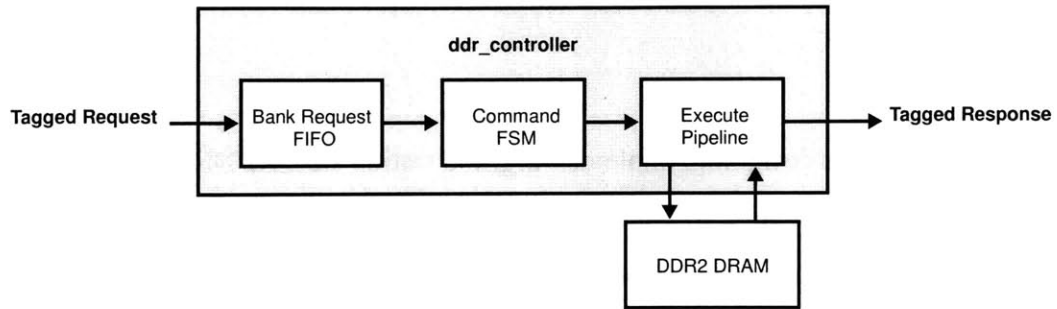 ddr_controller
Tagged Request
Bank Request
FIFO
Command
FSM
Execute
Pipeline
Tagged Response
DDR2 DRAM